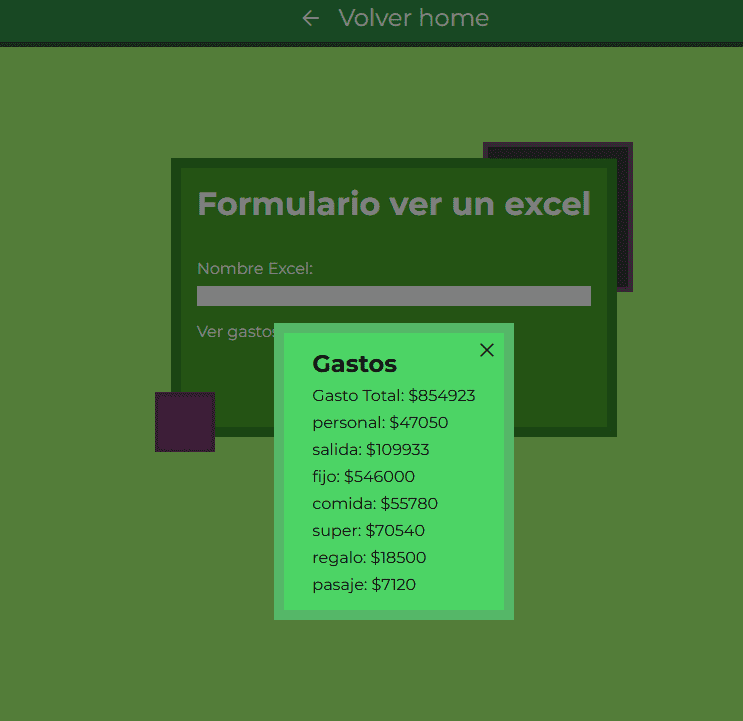 Volver home
Formulario ver un excel
Nombre Excel:
Ver gastos
Gastos
Gasto Total: $854923
personal: $47050
salida: $109933
fijo: $546000
comida: $55780
super: $70540
regalo: $18500
pasaje: $7120